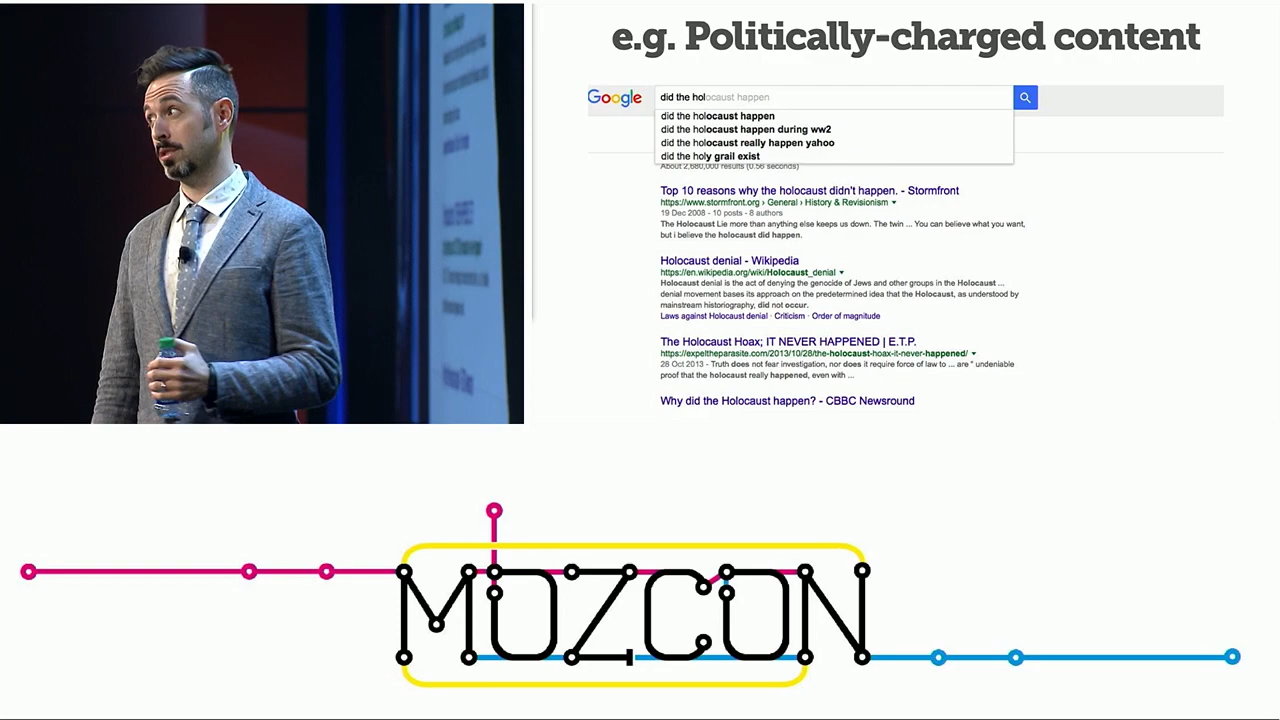 e.g. Politically-charged content
Google
did the holocaust happen
did the holocaust happen
did the holocaust happen during ww2
did the holocaust really happen yahoo
did the holy grail exist
About 2,680,000 results (0.56 seconds)
Top 10 reasons why the holocaust didn't happen. - Stormfront
https://www.stormfront.org › General › History & Revisionism
19 Dec 2008 - 10 posts - 8 authors
The Holocaust Lie more than anything else keeps us down. The twin ... You can believe what you want,
but i believe the holocaust did happen.
Holocaust denial - Wikipedia
https://en.wikipedia.org/wiki/Holocaust_denial
Holocaust denial is the act of denying the genocide of Jews and other groups in the Holocaust ...
denial movement bases its approach on the predetermined idea that the Holocaust, as understood by
mainstream historiography, did not occur.
Laws against Holocaust denial · Criticism · Order of magnitude
The Holocaust Hoax; IT NEVER HAPPENED | E.T.P.
https://expeltheparasite.com/2013/10/28/the-holocaust-hoax-it-never-happened/
28 Oct 2013 - Truth does not fear investigation, nor does it require force of law to ... are " undeniable
proof that the holocaust really happened, even with ...
Why did the Holocaust happen? - CBBC Newsround
MOZCON